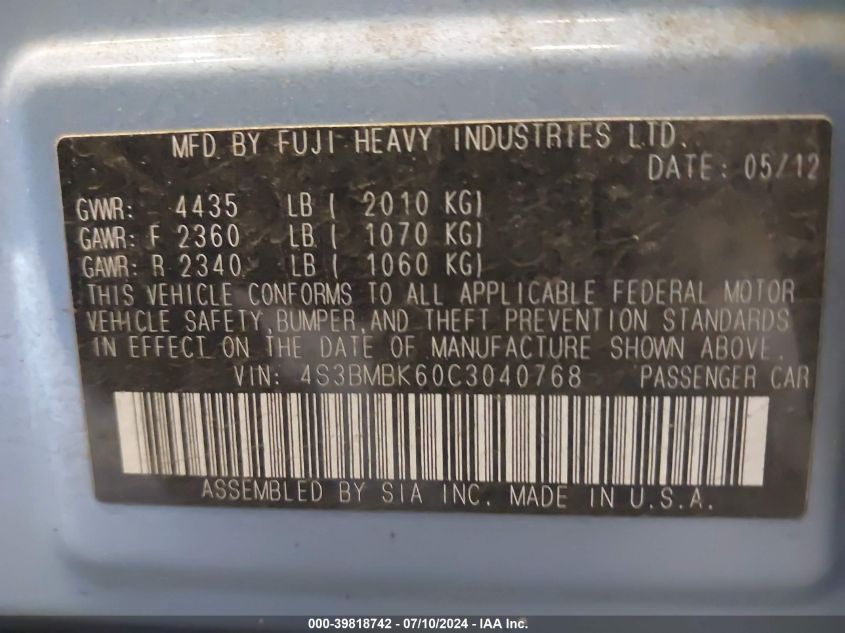 MFD BY FUJI HEAVY INDUSTRIES LTD.
DATE: 05/12
GVWR: 4435 LB ( 2010 KG)
GAWR: F 2360 LB ( 1070 KG)
GAWR: R 2340 LB ( 1060 KG)
THIS VEHICLE CONFORMS TO ALL APPLICABLE FEDERAL MOTOR
VEHICLE SAFETY, BUMPER, AND THEFT PREVENTION STANDARDS
IN EFFECT ON THE DATE OF MANUFACTURE SHOWN ABOVE.
VIN: 4S3BMBK60C3040768 PASSENGER CAR
ASSEMBLED BY SIA INC. MADE IN U.S.A.
000-39818742 - 07/10/2024 - IAA Inc.